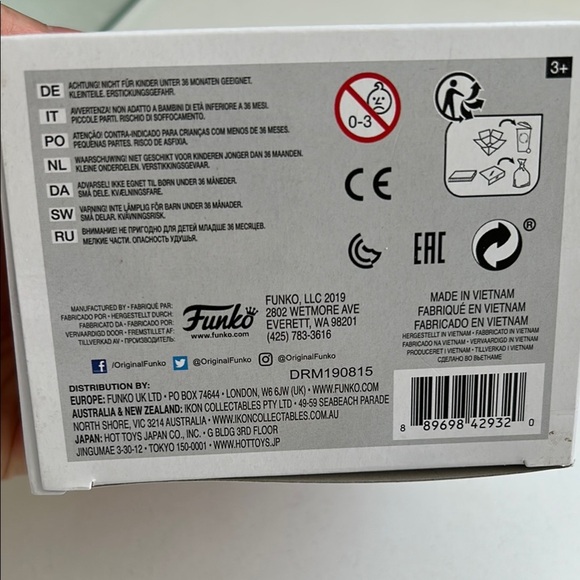 3+
DE ACHTUNG! NICHT FÜR KINDER UNTER 36 MONATEN GEEIGNET.
KLEINTEILE. ERSTICKUNGSGEFAHR.
IT AVVERTENZA! NON ADATTO A BAMBINI DI ETÀ INFERIORE A 36 MESI.
PICCOLE PARTI. RISCHIO DI SOFFOCAMENTO.
PO ATENÇÃO! CONTRA-INDICADO PARA CRIANÇAS COM MENOS DE 36 MESES.
PEQUENAS PARTES. RISCO DE ASFIXIA.
NL WAARSCHUWING! NIET GESCHIKT VOOR KINDEREN JONGER DAN 36 MAANDEN.
KLEINE ONDERDELEN. VERSTIKKINGSGEVAAR.
DA ADVARSEL! IKKE EGNET TIL BØRN UNDER 36 MÅNEDER.
SMÅ DELE. KVÆLNINGSFARE.
SW VARNING! INTE LÄMPLIG FÖR BARN UNDER 36 MÅNADER.
SMÅ DELAR. KVÄVNINGSRISK.
RU ВНИМАНИЕ! НЕ ПРИГОДНО ДЛЯ ДЕТЕЙ МЛАДШЕ 36 МЕСЯЦЕВ.
МЕЛКИЕ ЧАСТИ. ОПАСНОСТЬ УДУШЬЯ.
0-3
CE
EAC
®
MANUFACTURED BY • FABRIQUÉ PAR:
FABRICADO POR • HERGESTELLT DURCH:
FABBRICATO DA • FABRICADO POR:
VERVAARDIGD DOOR • FREMSTILLET AF:
TILLVERKAD AV • ПРОИЗВОДИТЕЛЬ:
Funko
www.funko.com
FUNKO, LLC 2019
2802 WETMORE AVE
EVERETT, WA 98201
(425) 783-3616
MADE IN VIETNAM
FABRIQUÉ EN VIETNAM
FABRICADO EN VIETNAM
HERGESTELLT IN VIETNAM • FABBRICATO IN VIETNAM
FABRICADO NA VIETNAM • VERVAARDIGD IN VIETNAM
PRODUCERET I VIETNAM • TILLVERKAD I VIETNAM
СДЕЛАНО ВО ВЬЕТНАМЕ
/OriginalFunko @OriginalFunko @OriginalFunko
DRM190815
DISTRIBUTION BY:
EUROPE: FUNKO UK LTD • PO BOX 74644 • LONDON, W6 6JW (UK) • WWW.FUNKO.COM
AUSTRALIA & NEW ZEALAND: IKON COLLECTABLES PTY LTD • 49-59 SEABEACH PARADE
NORTH SHORE, VIC 3214 AUSTRALIA • WWW.IKONCOLLECTABLES.COM.AU
JAPAN: HOT TOYS JAPAN CO., INC. • G BLDG 3RD FLOOR
JINGUMAE 3-30-12 • TOKYO 150-0001 • WWW.HOTTOYS.JP
8 89698 42932 0